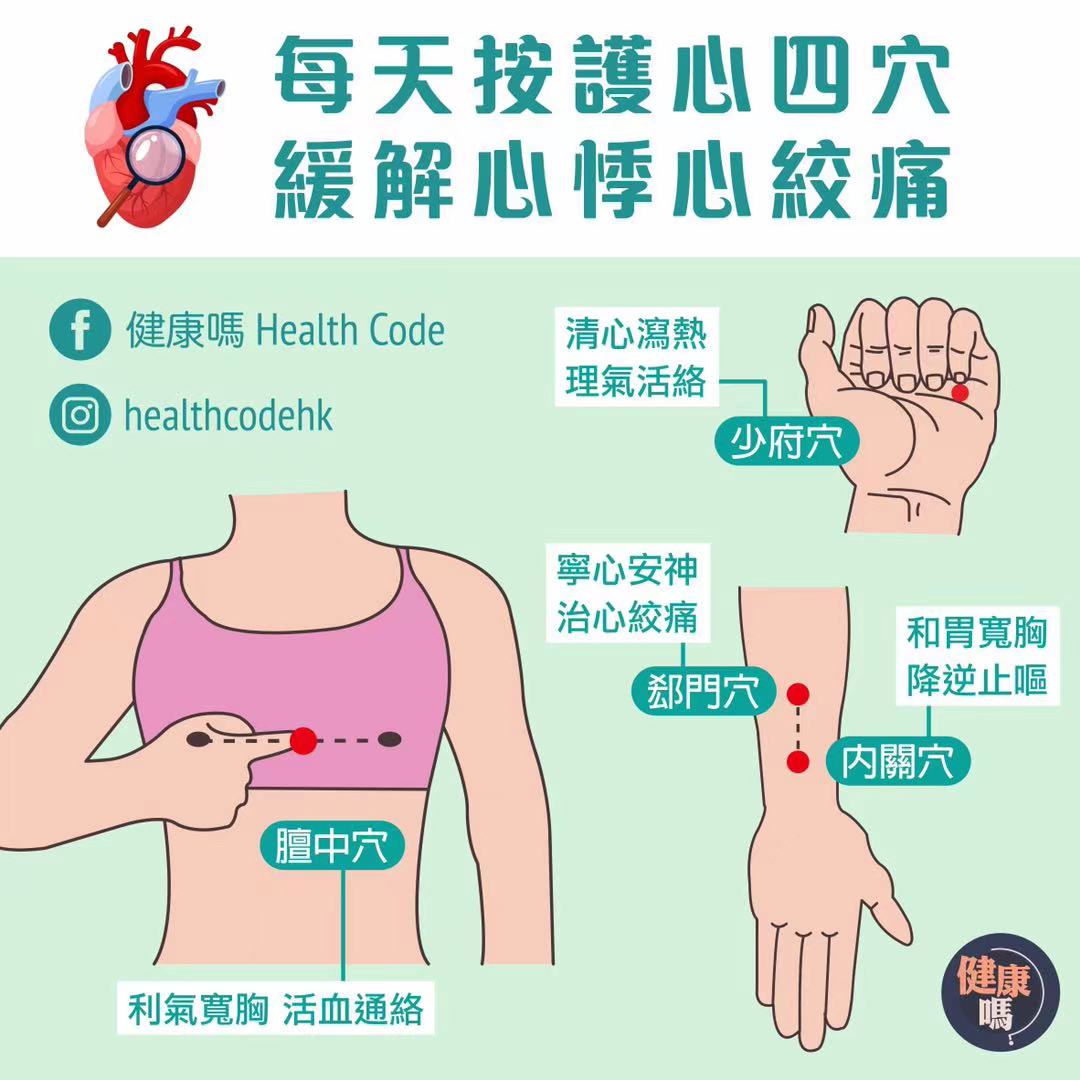 每天按護心四穴
緩解心悸心絞痛
健康嗎 Health Code
healthcodehk
清心瀉熱
理氣活絡
少府穴
寧心安神
治心絞痛
郄門穴
和胃寬胸
降逆止嘔
內關穴
膻中穴
利氣寬胸 活血通絡
健康
嗎?